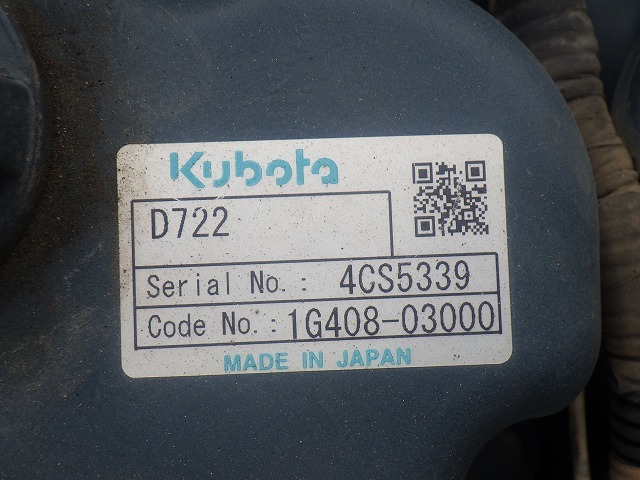 Kubota
D722
Serial No.: 4CS5339
Code No.: 1G408-03000
MADE IN JAPAN